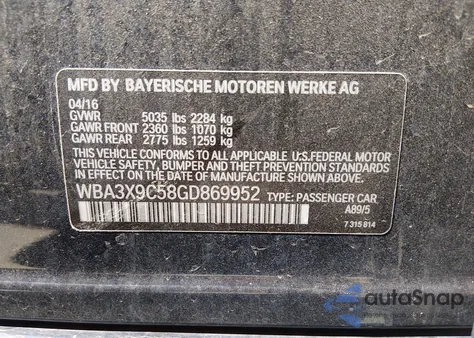 MFD BY BAYERISCHE MOTOREN WERKE AG
04/16
GVWR 5035 lbs 2284 kg
GAWR FRONT 2360 lbs 1070 kg
GAWR REAR 2775 lbs 1259 kg
THIS VEHICLE CONFORMS TO ALL APPLICABLE U.S.FEDERAL MOTOR
VEHICLE SAFETY, BUMPER, AND THEFT PREVENTION STANDARDS
IN EFFECT ON THE DATE OF MANUFACTURE SHOWN ABOVE.
WBA3X9C58GD869952 TYPE: PASSENGER CAR
A89/5
7 315 814
autoSnap